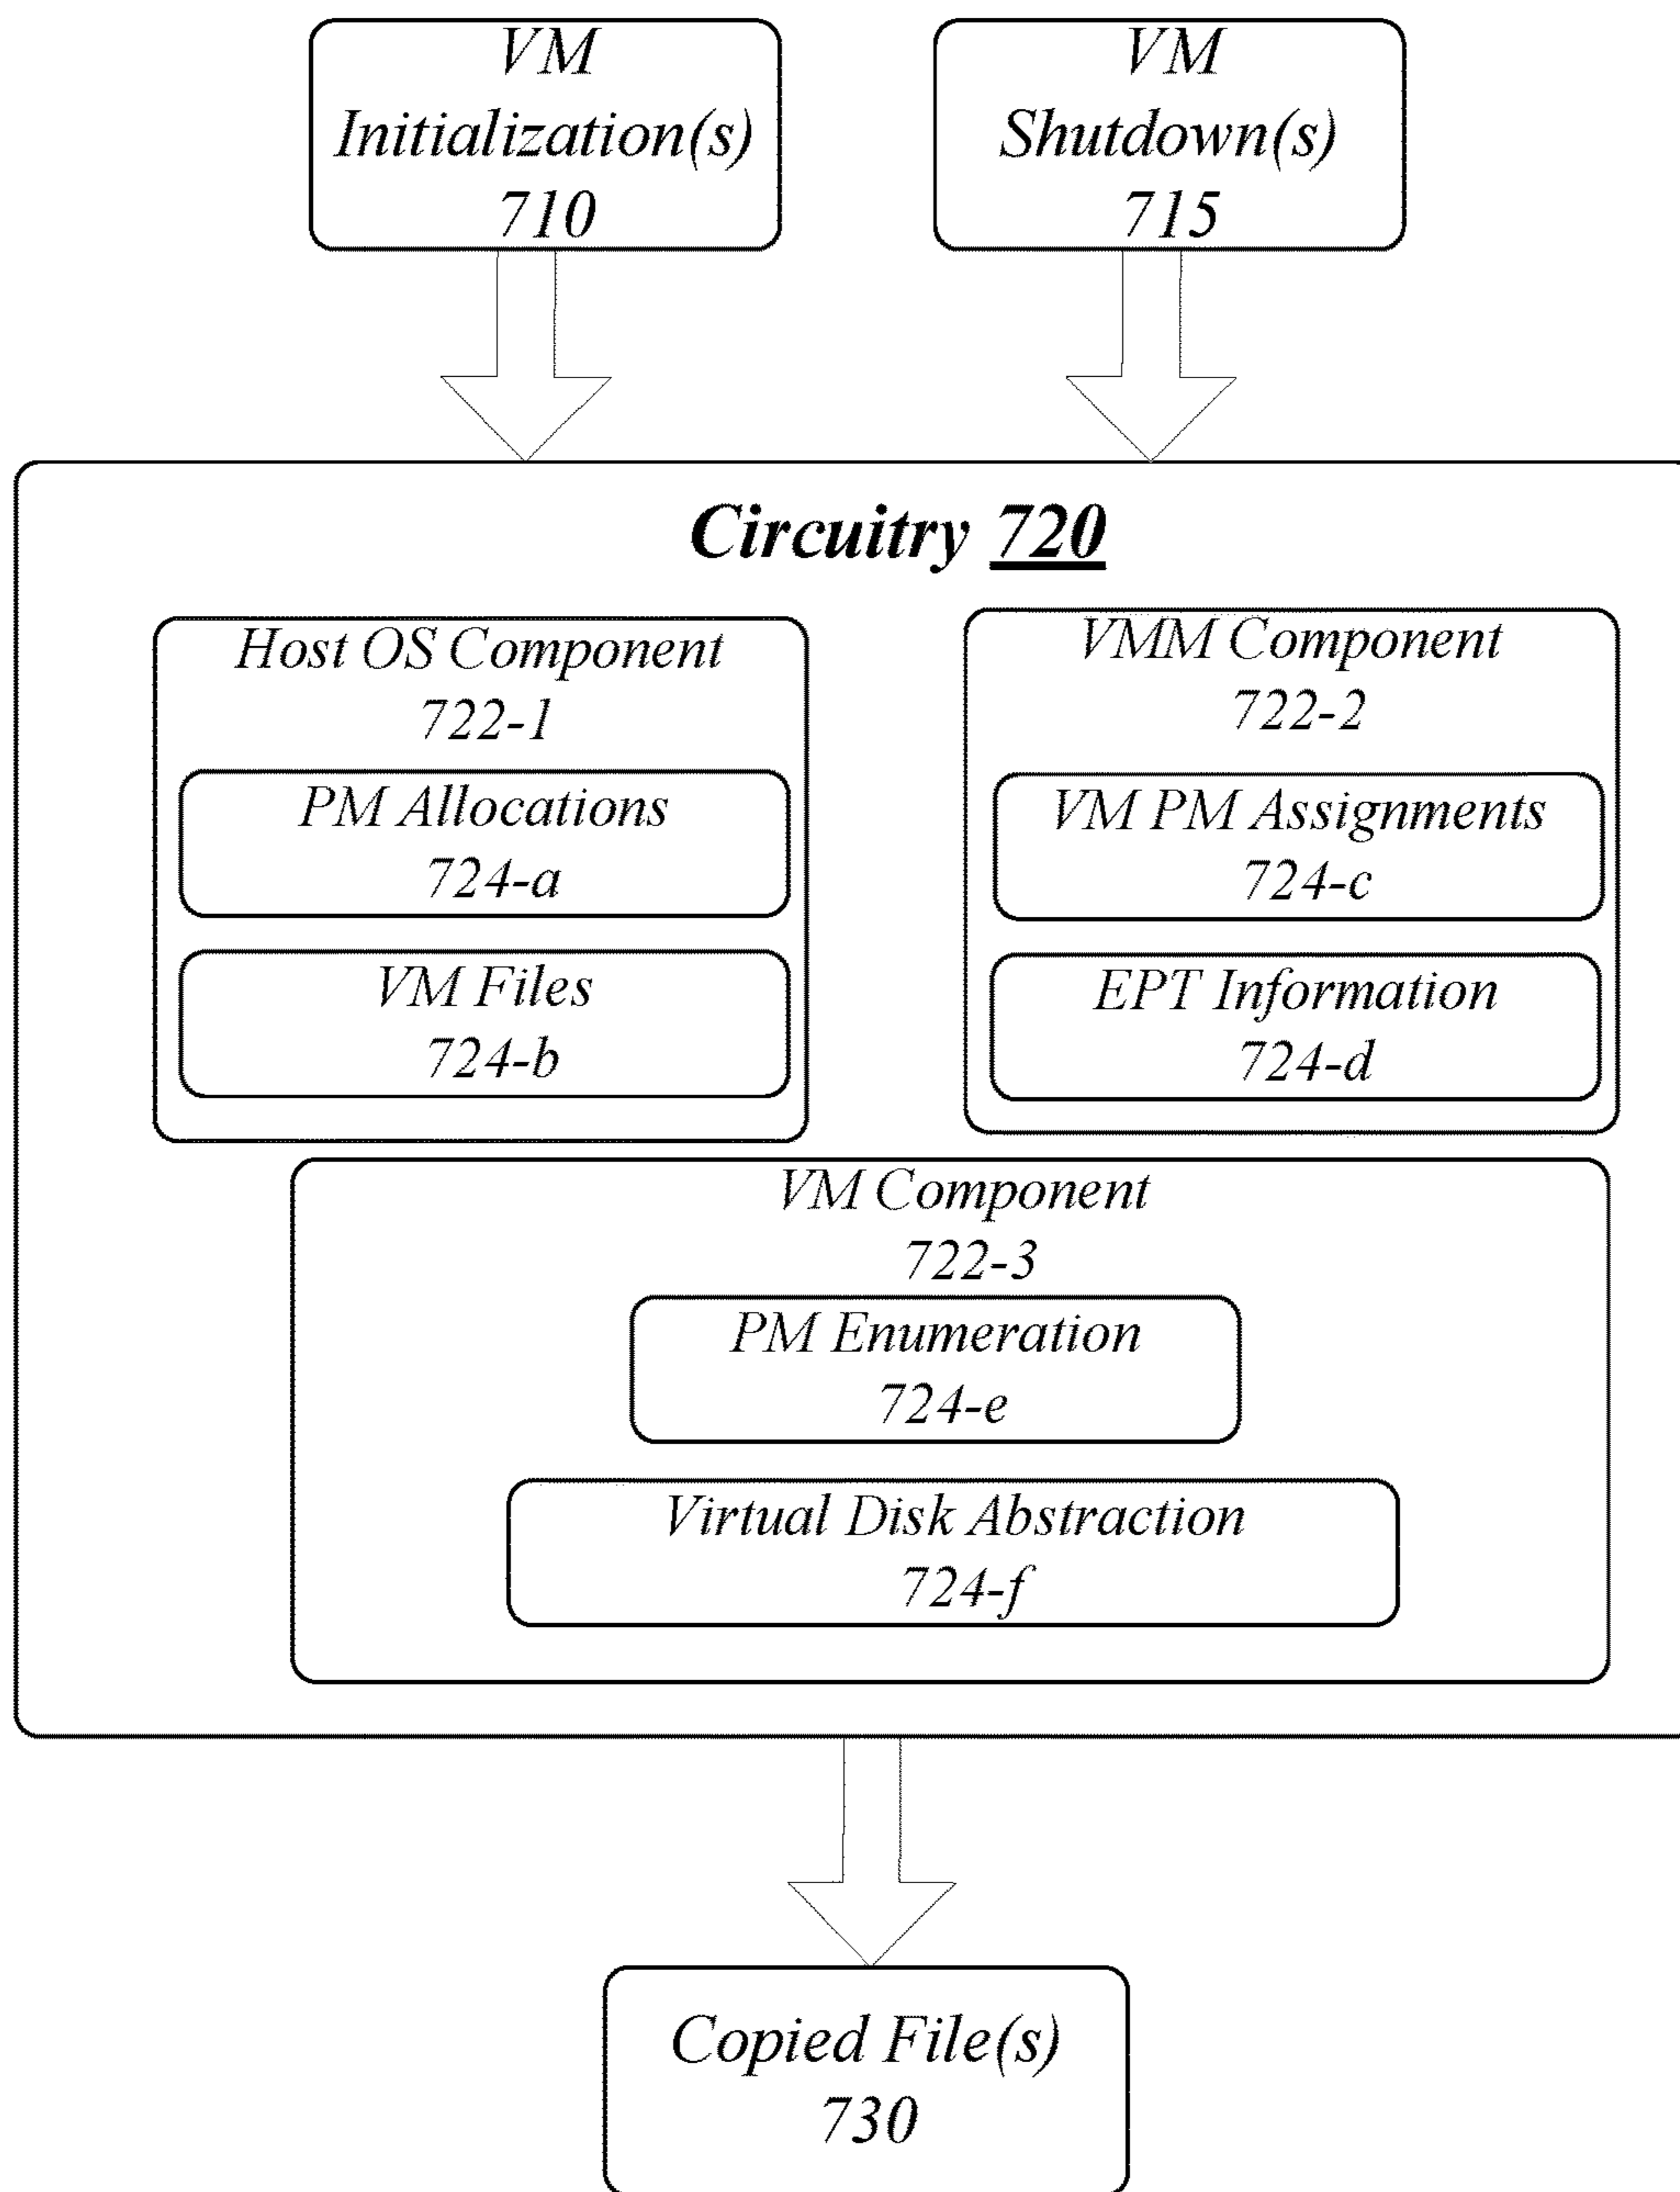 VM
Initialization(s)
710
VM
Shutdown(s)
715
Circuitry 720
Host OS Component
722-1
PM Allocations
724-a
VM Files
724-b
VMM Component
722-2
VM PM Assignments
724-c
EPT Information
724-d
VM Component
722-3
PM Enumeration
724-e
Virtual Disk Abstraction
724-f
Copied File(s)
730